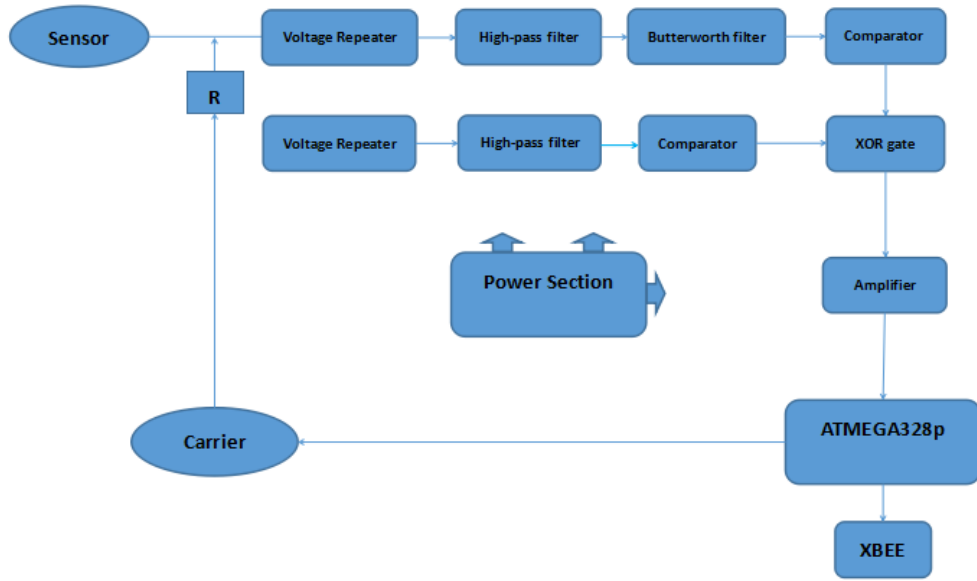 Sensor
Voltage Repeater
High-pass filter
Butterworth filter
Comparator
R
Voltage Repeater
High-pass filter
Comparator
XOR gate
Power Section
Amplifier
Carrier
ATMEGA328p
XBEE